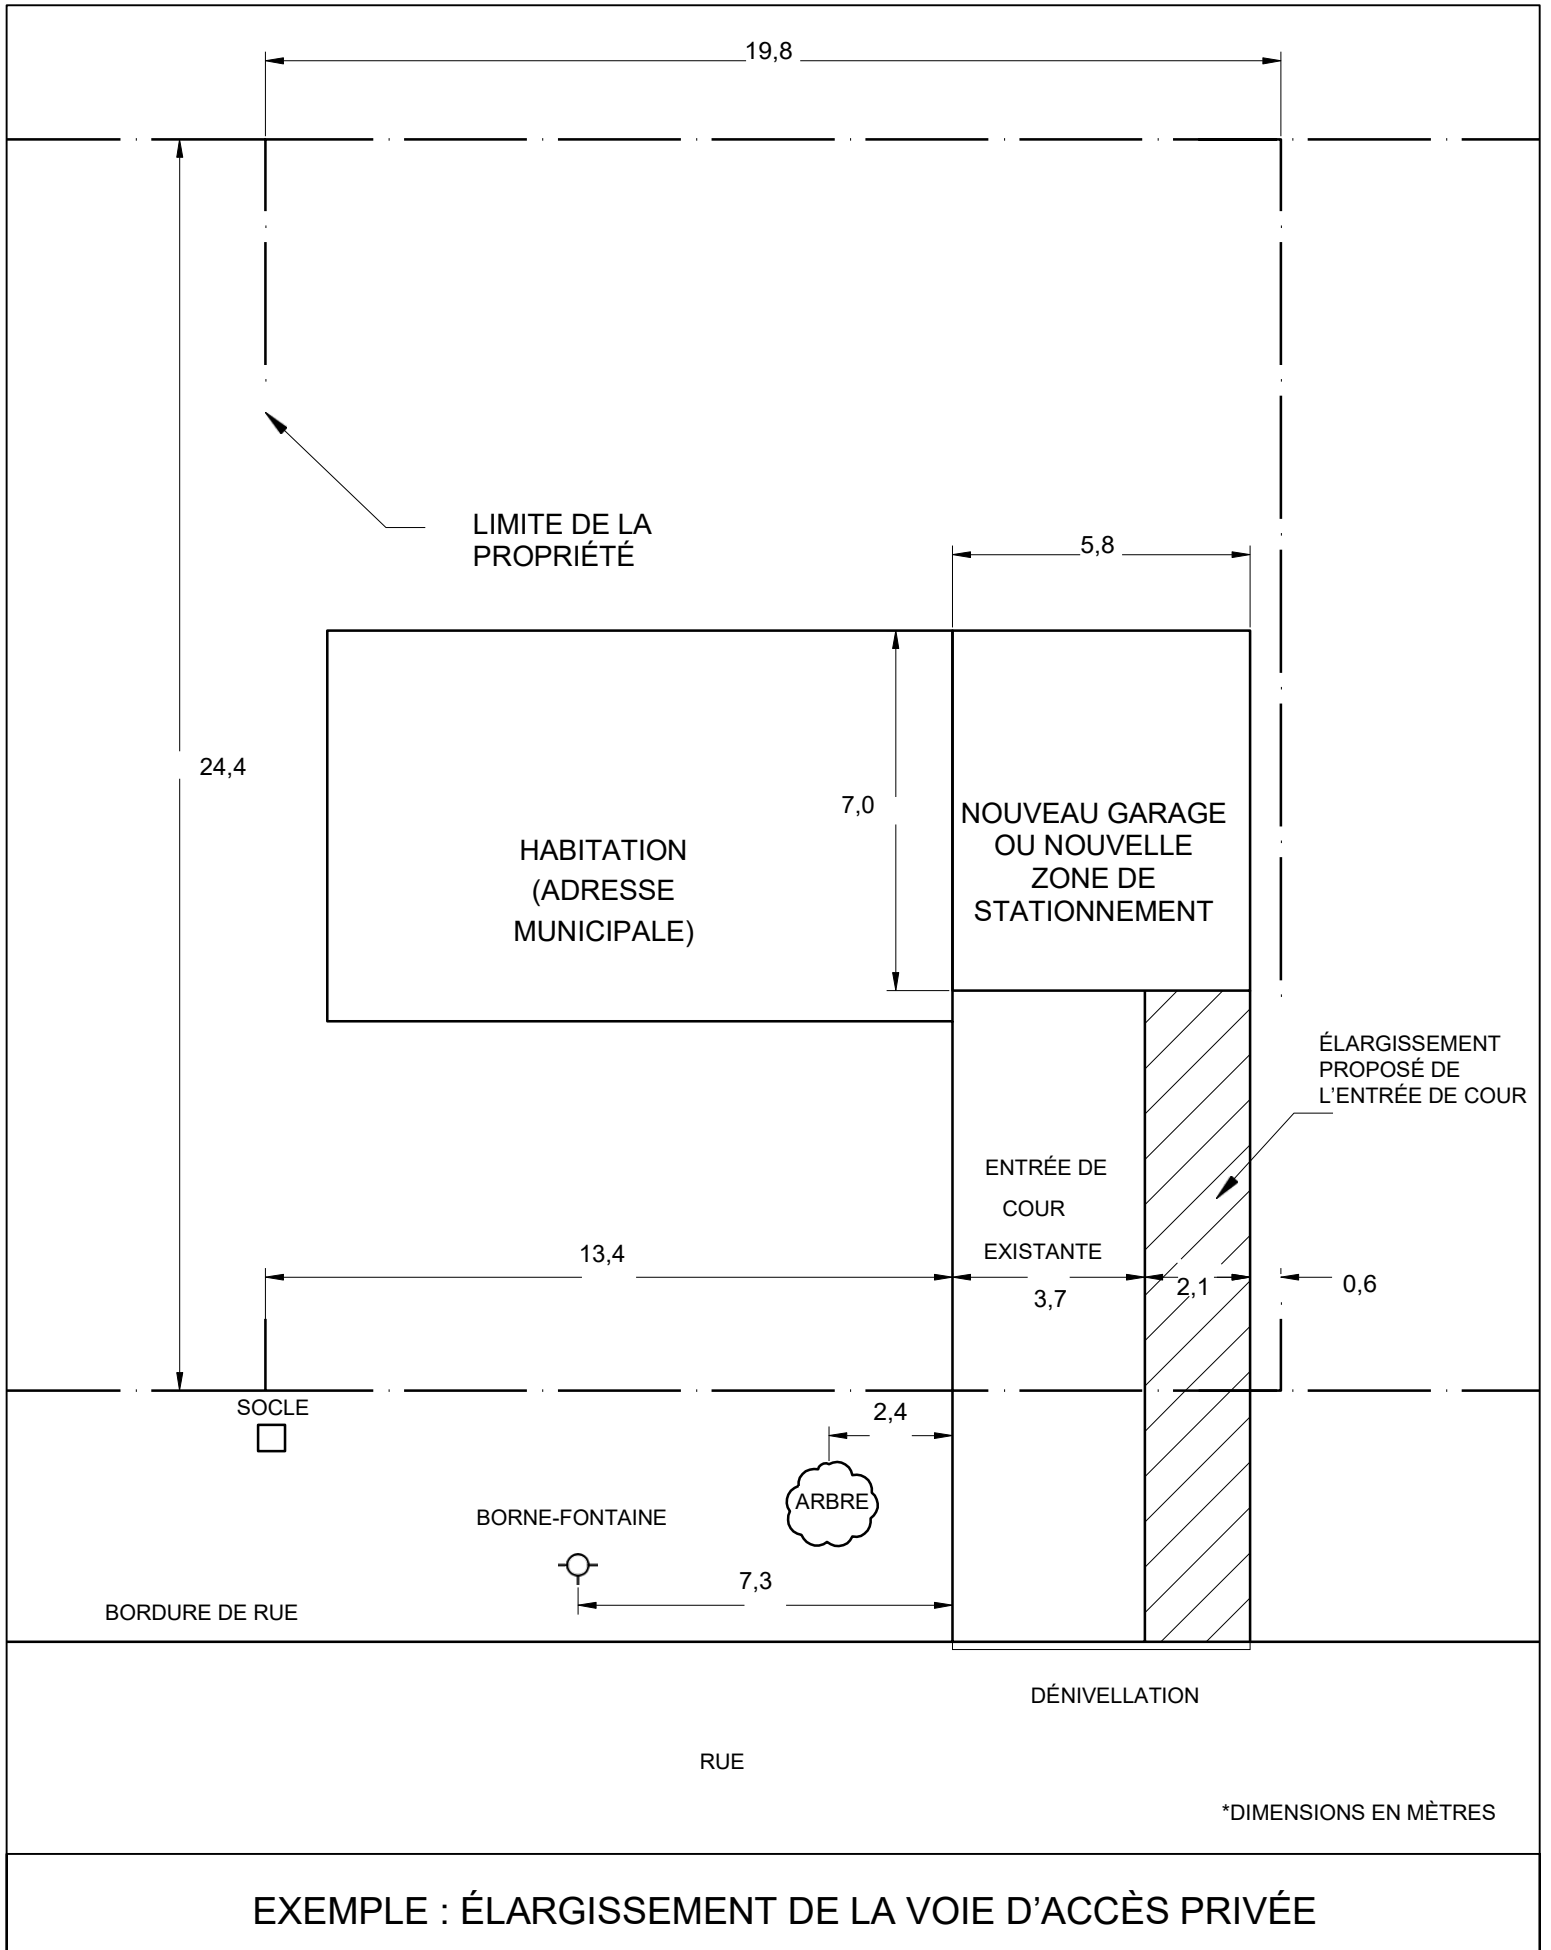 19,8
LIMITE DE LA
PROPRIÉTÉ
5,8
24,4
7,0
HABITATION
(ADRESSE
MUNICIPALE)
NOUVEAU GARAGE
OU NOUVELLE
ZONE DE
STATIONNEMENT
ÉLARGISSEMENT
PROPOSÉ DE
L'ENTRÉE DE COUR
ENTRÉE DE
COUR
EXISTANTE
13,4
3,7
2,1
0,6
SOCLE
2,4
ARBRE
BORNE-FONTAINE
7,3
BORDURE DE RUE
DÉNIVELLATION
RUE
*DIMENSIONS EN MÈTRES
EXEMPLE : ÉLARGISSEMENT DE LA VOIE D'ACCÈS PRIVÉE